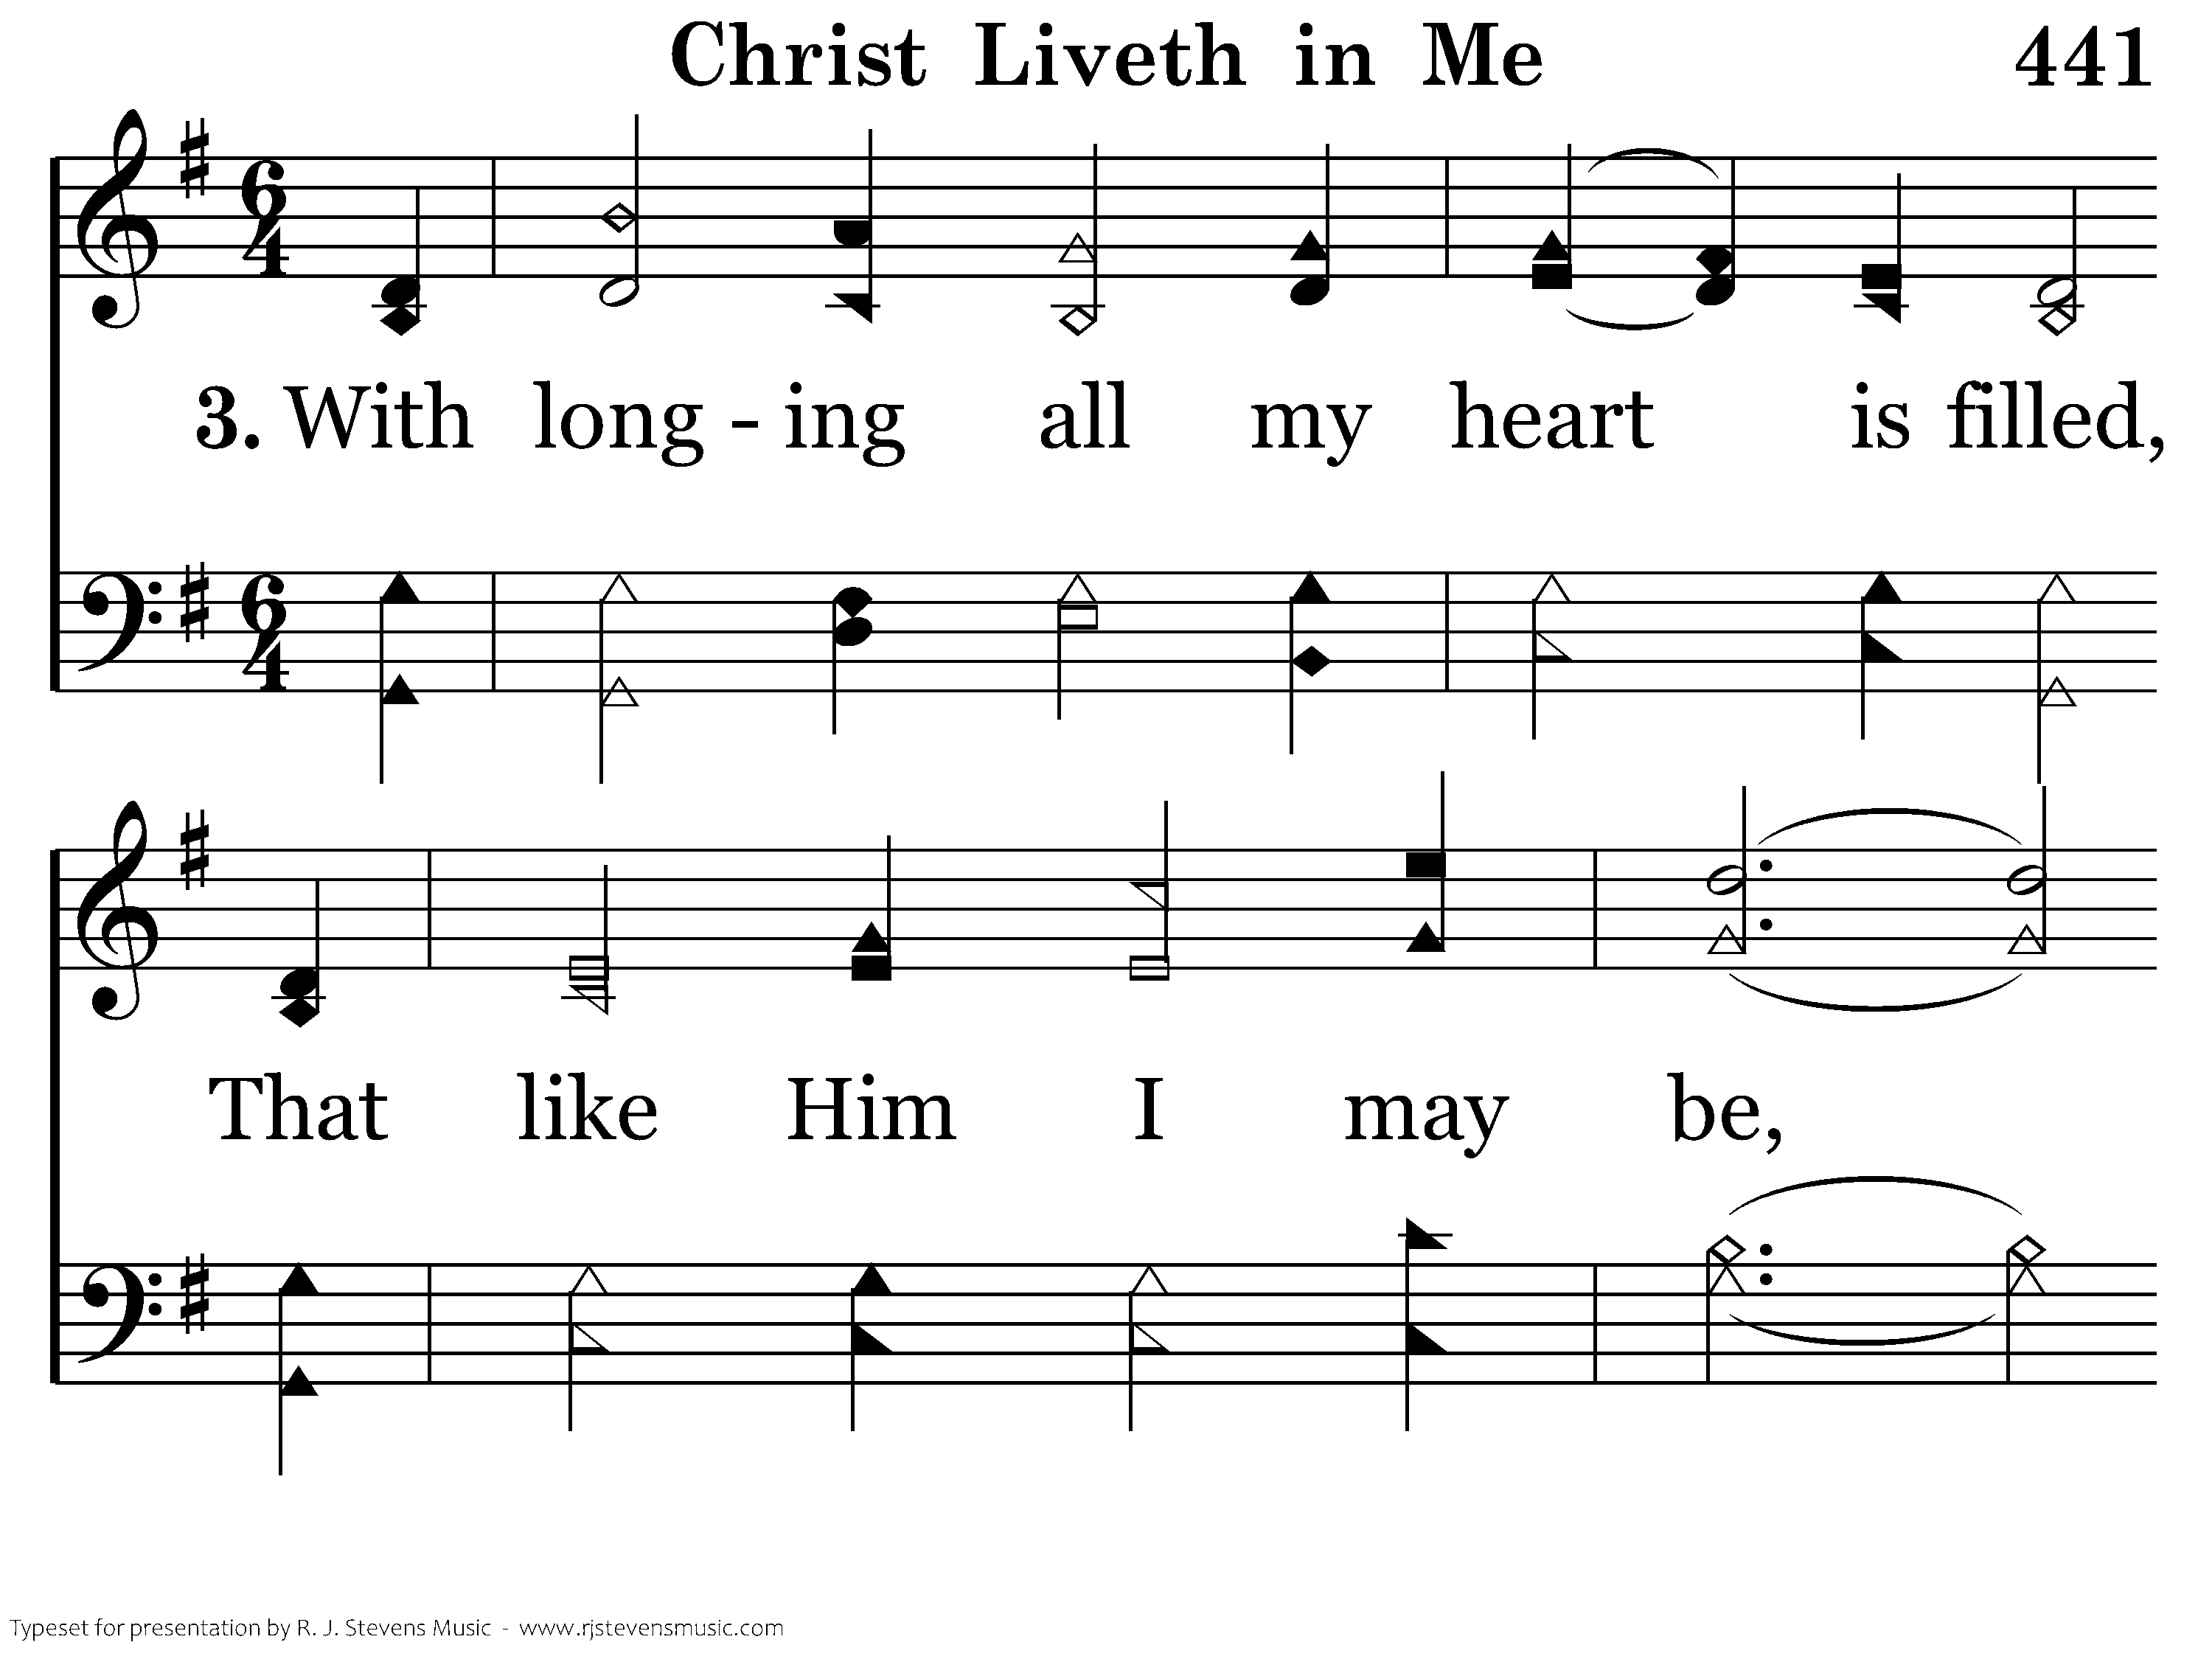 Christ Liveth in Me 441
3. With long - ing all my heart is filled,
That like Him I may be,
Typeset for presentation by R. J. Stevens Music - www.rjstevensmusic.com